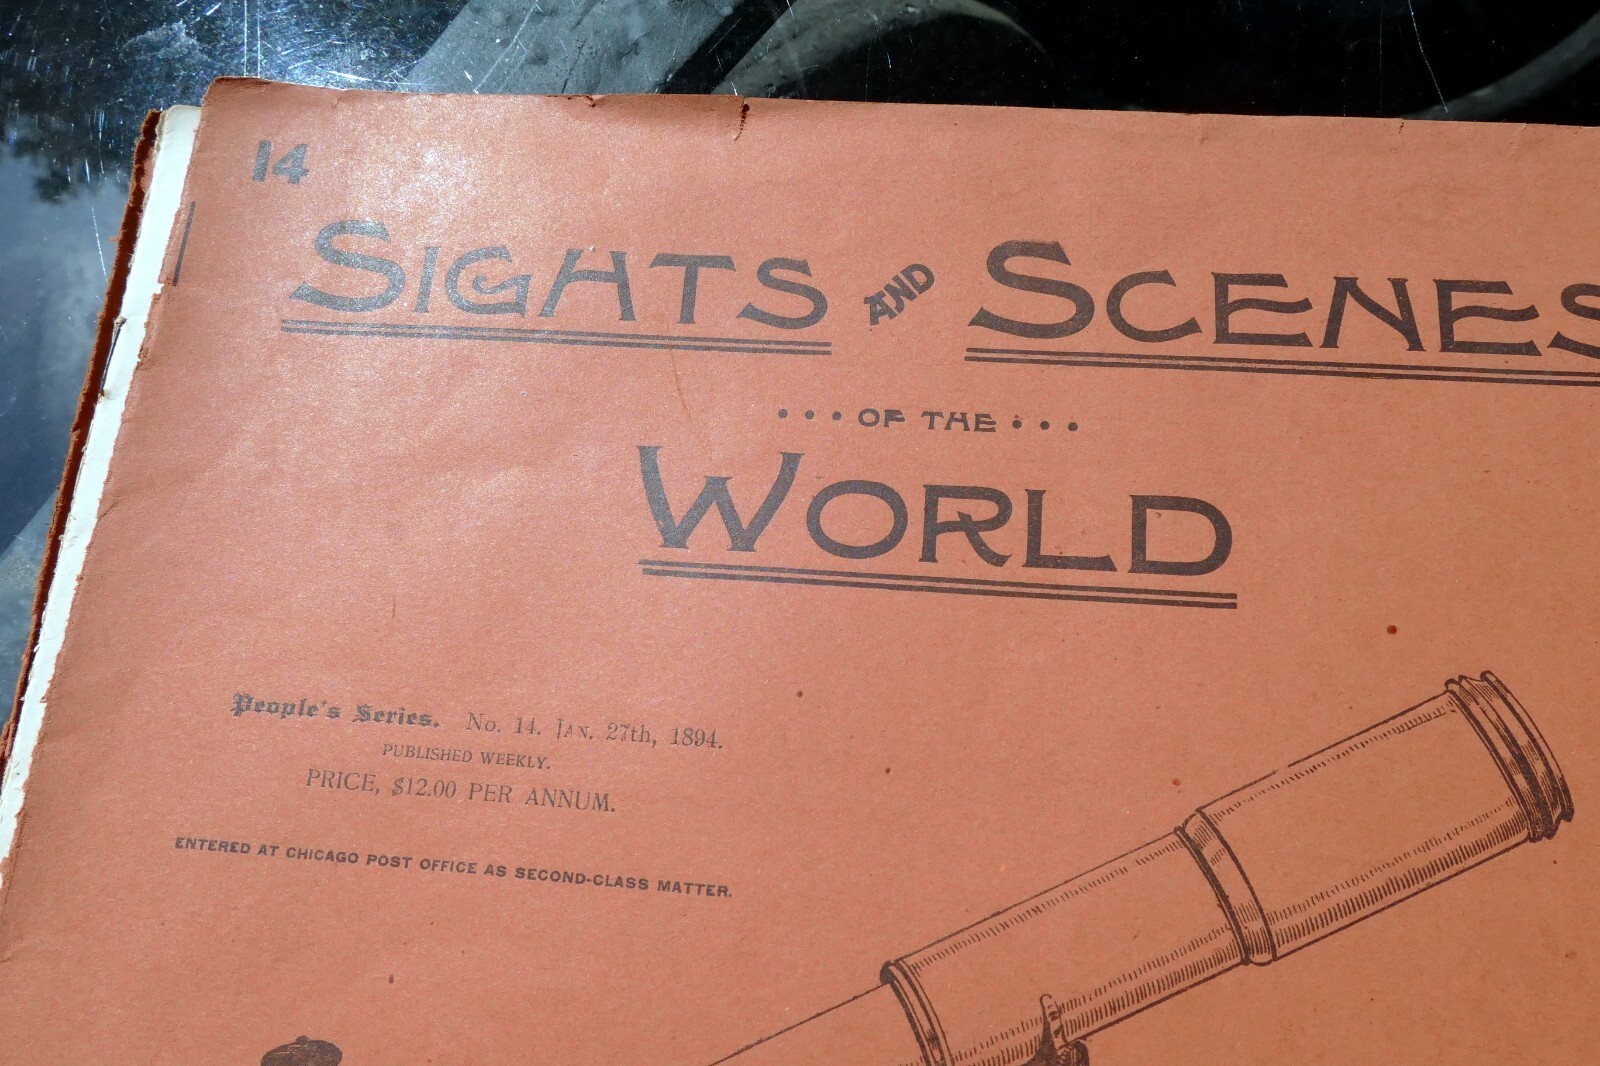 14
SIGHTS AND SCENES
...OF THE...
WORLD
People's Series. No. 14. JAN. 27th, 1894.
PUBLISHED WEEKLY.
PRICE, $12.00 PER ANNUM.
ENTERED AT CHICAGO POST OFFICE AS SECOND-CLASS MATTER.